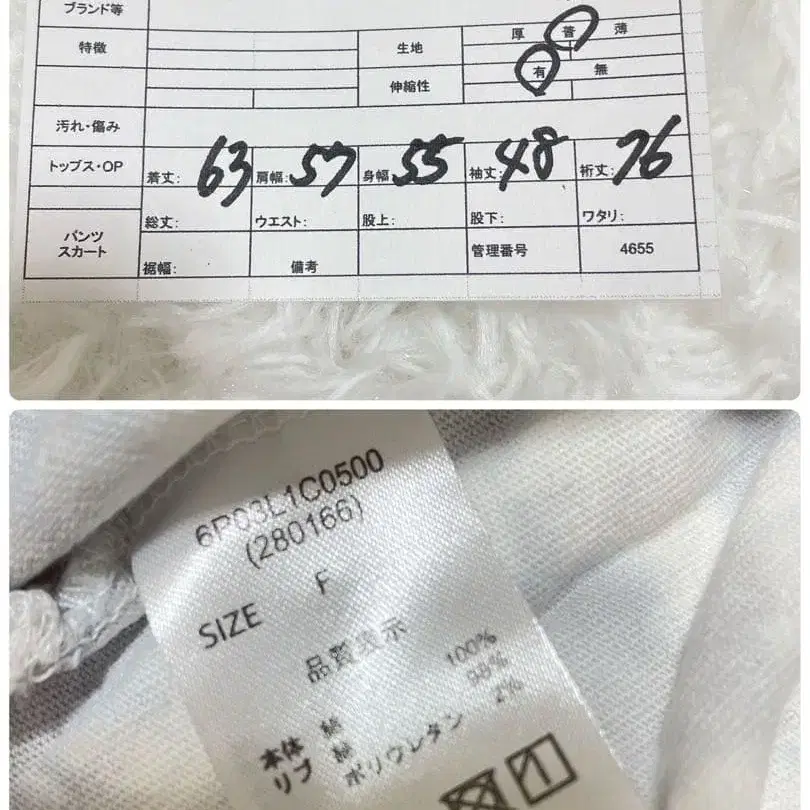 ブランド等
特徴 生地 厚 普 薄
伸縮性 有 無
汚れ・傷み
トップス・OP 着丈: 63 肩幅: 57 身幅: 55 袖丈: 48 裄丈: 76
パンツ スカート 総丈: ウエスト: 股上: 股下: ワタリ:
裾幅: 備考 管理番号 4655
6P03L1C0500
(280166)
SIZE F
品質表示
本体 綿 100%
リブ 綿 98%
ポリウレタン 2%